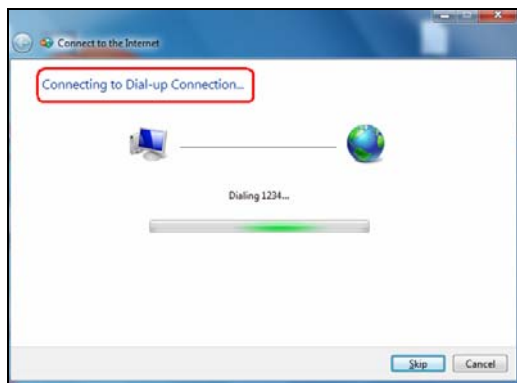 Connect to the Internet
Connecting to Dial-up Connection...
Dialing 1234...
Skip
Cancel